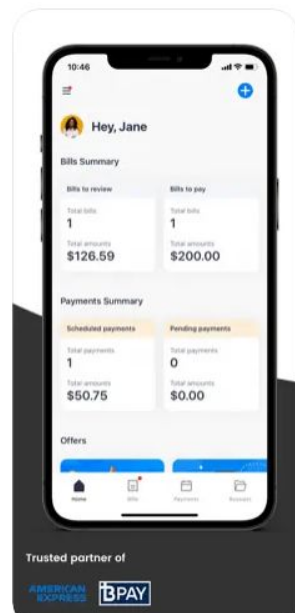 10:46
Hey, Jane
Bills Summary
Bills to review
Bills to pay
Total bills
1
Total bills
1
Total amounts
$126.59
Total amounts
$200.00
Payments Summary
Scheduled payments
Pending payments
Total payments
1
Total payments
0
Total amounts
$50.75
Total amounts
$0.00
Offers
Home
Bills
Payments
Trusted partner of
AMERICAN
EXPRESS
BPAY